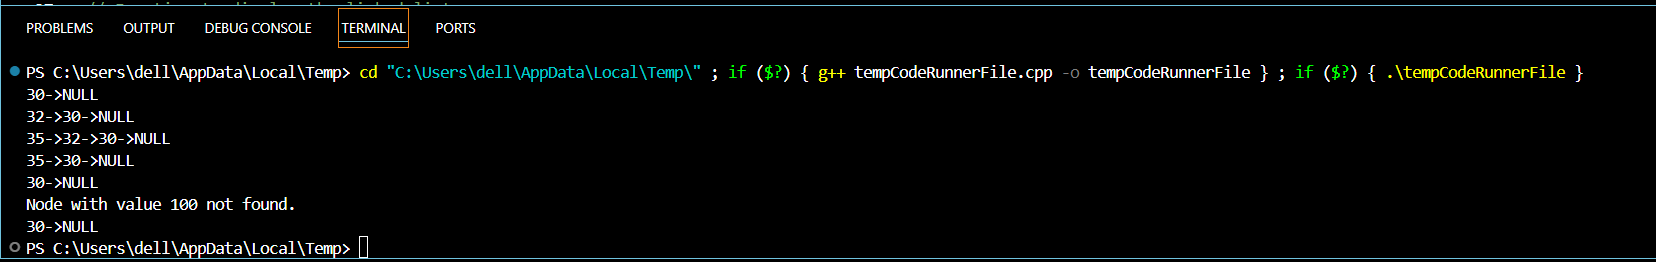 PROBLEMS OUTPUT DEBUG CONSOLE TERMINAL PORTS
PS C:\Users\dell\AppData\Local\Temp> cd "C:\Users\dell\AppData\Local\Temp\" ; if ($?) { g++ tempCodeRunnerFile.cpp -o tempCodeRunnerFile } ; if ($?) { .\tempCodeRunnerFile }
30->NULL
32->30->NULL
35->32->30->NULL
35->30->NULL
30->NULL
Node with value 100 not found.
30->NULL
PS C:\Users\dell\AppData\Local\Temp>